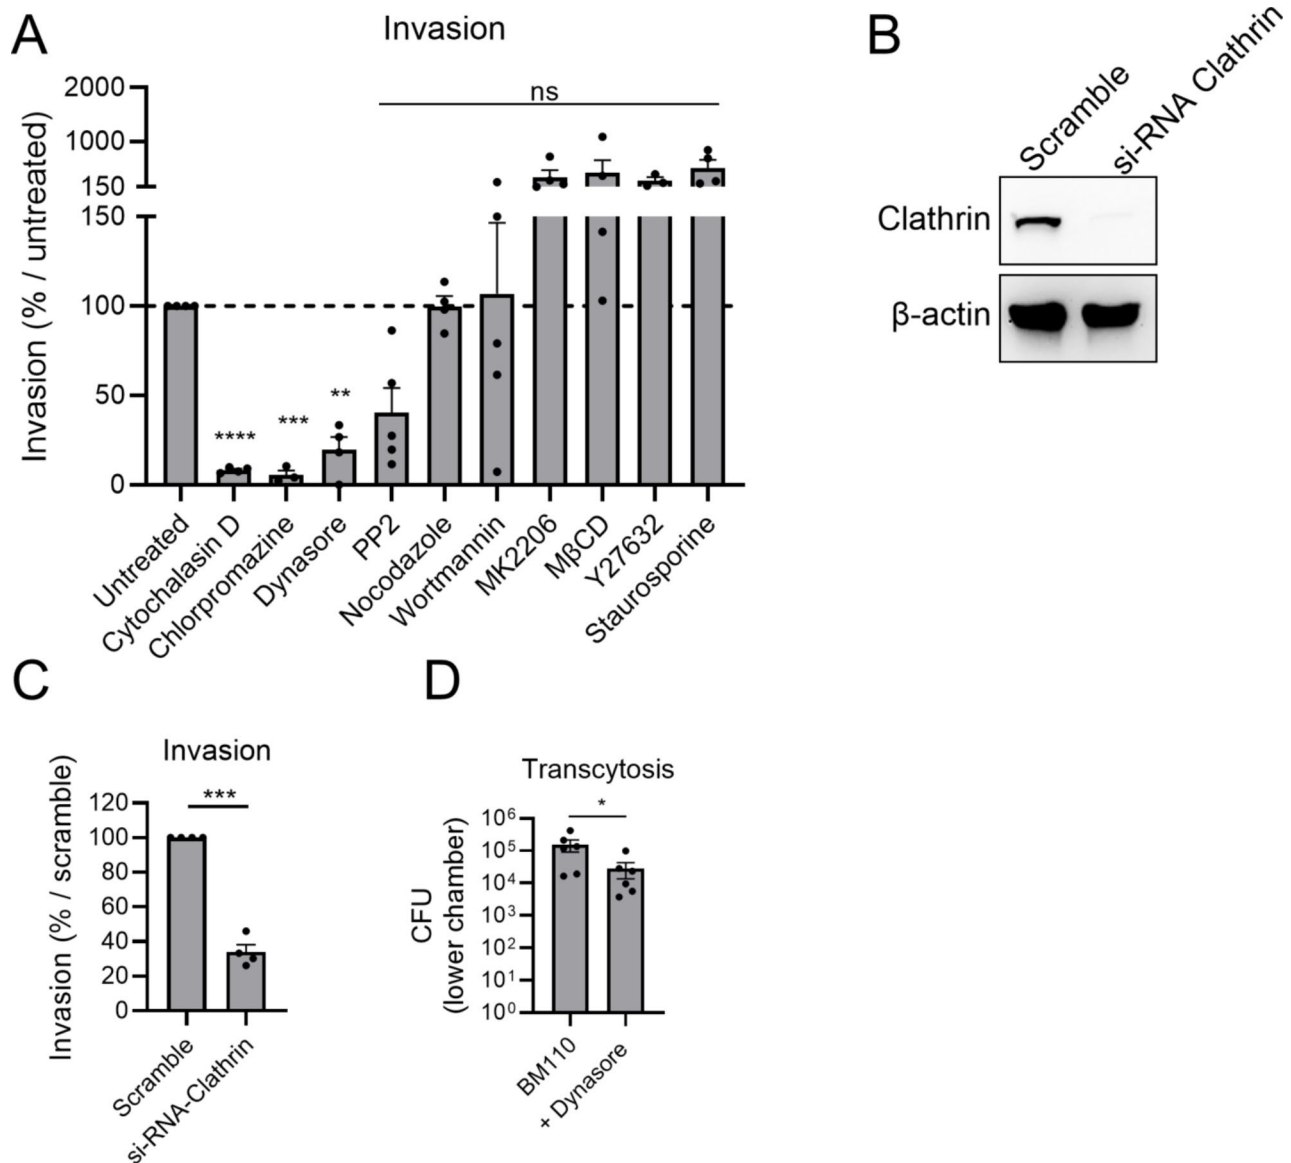 A
Invasion
Invasion (% / untreated)
2000
1000
150
150
100
50
0
ns
****
***
**
Untreated
Cytochalasin D
Chlorpromazine
Dynasore
PP2
Nocodazole
Wortmannin
MK2206
MβCD
Y27632
Staurosporine
B
Scramble
si-RNA Clathrin
Clathrin
β-actin
C
Invasion
Invasion (% / scramble)
120
100
80
60
40
20
0
***
Scramble
si-RNA-Clathrin
D
Transcytosis
CFU
(lower chamber)
10⁶
10⁵
10⁴
10³
10²
10¹
10⁰
*
BM110
+ Dynasore